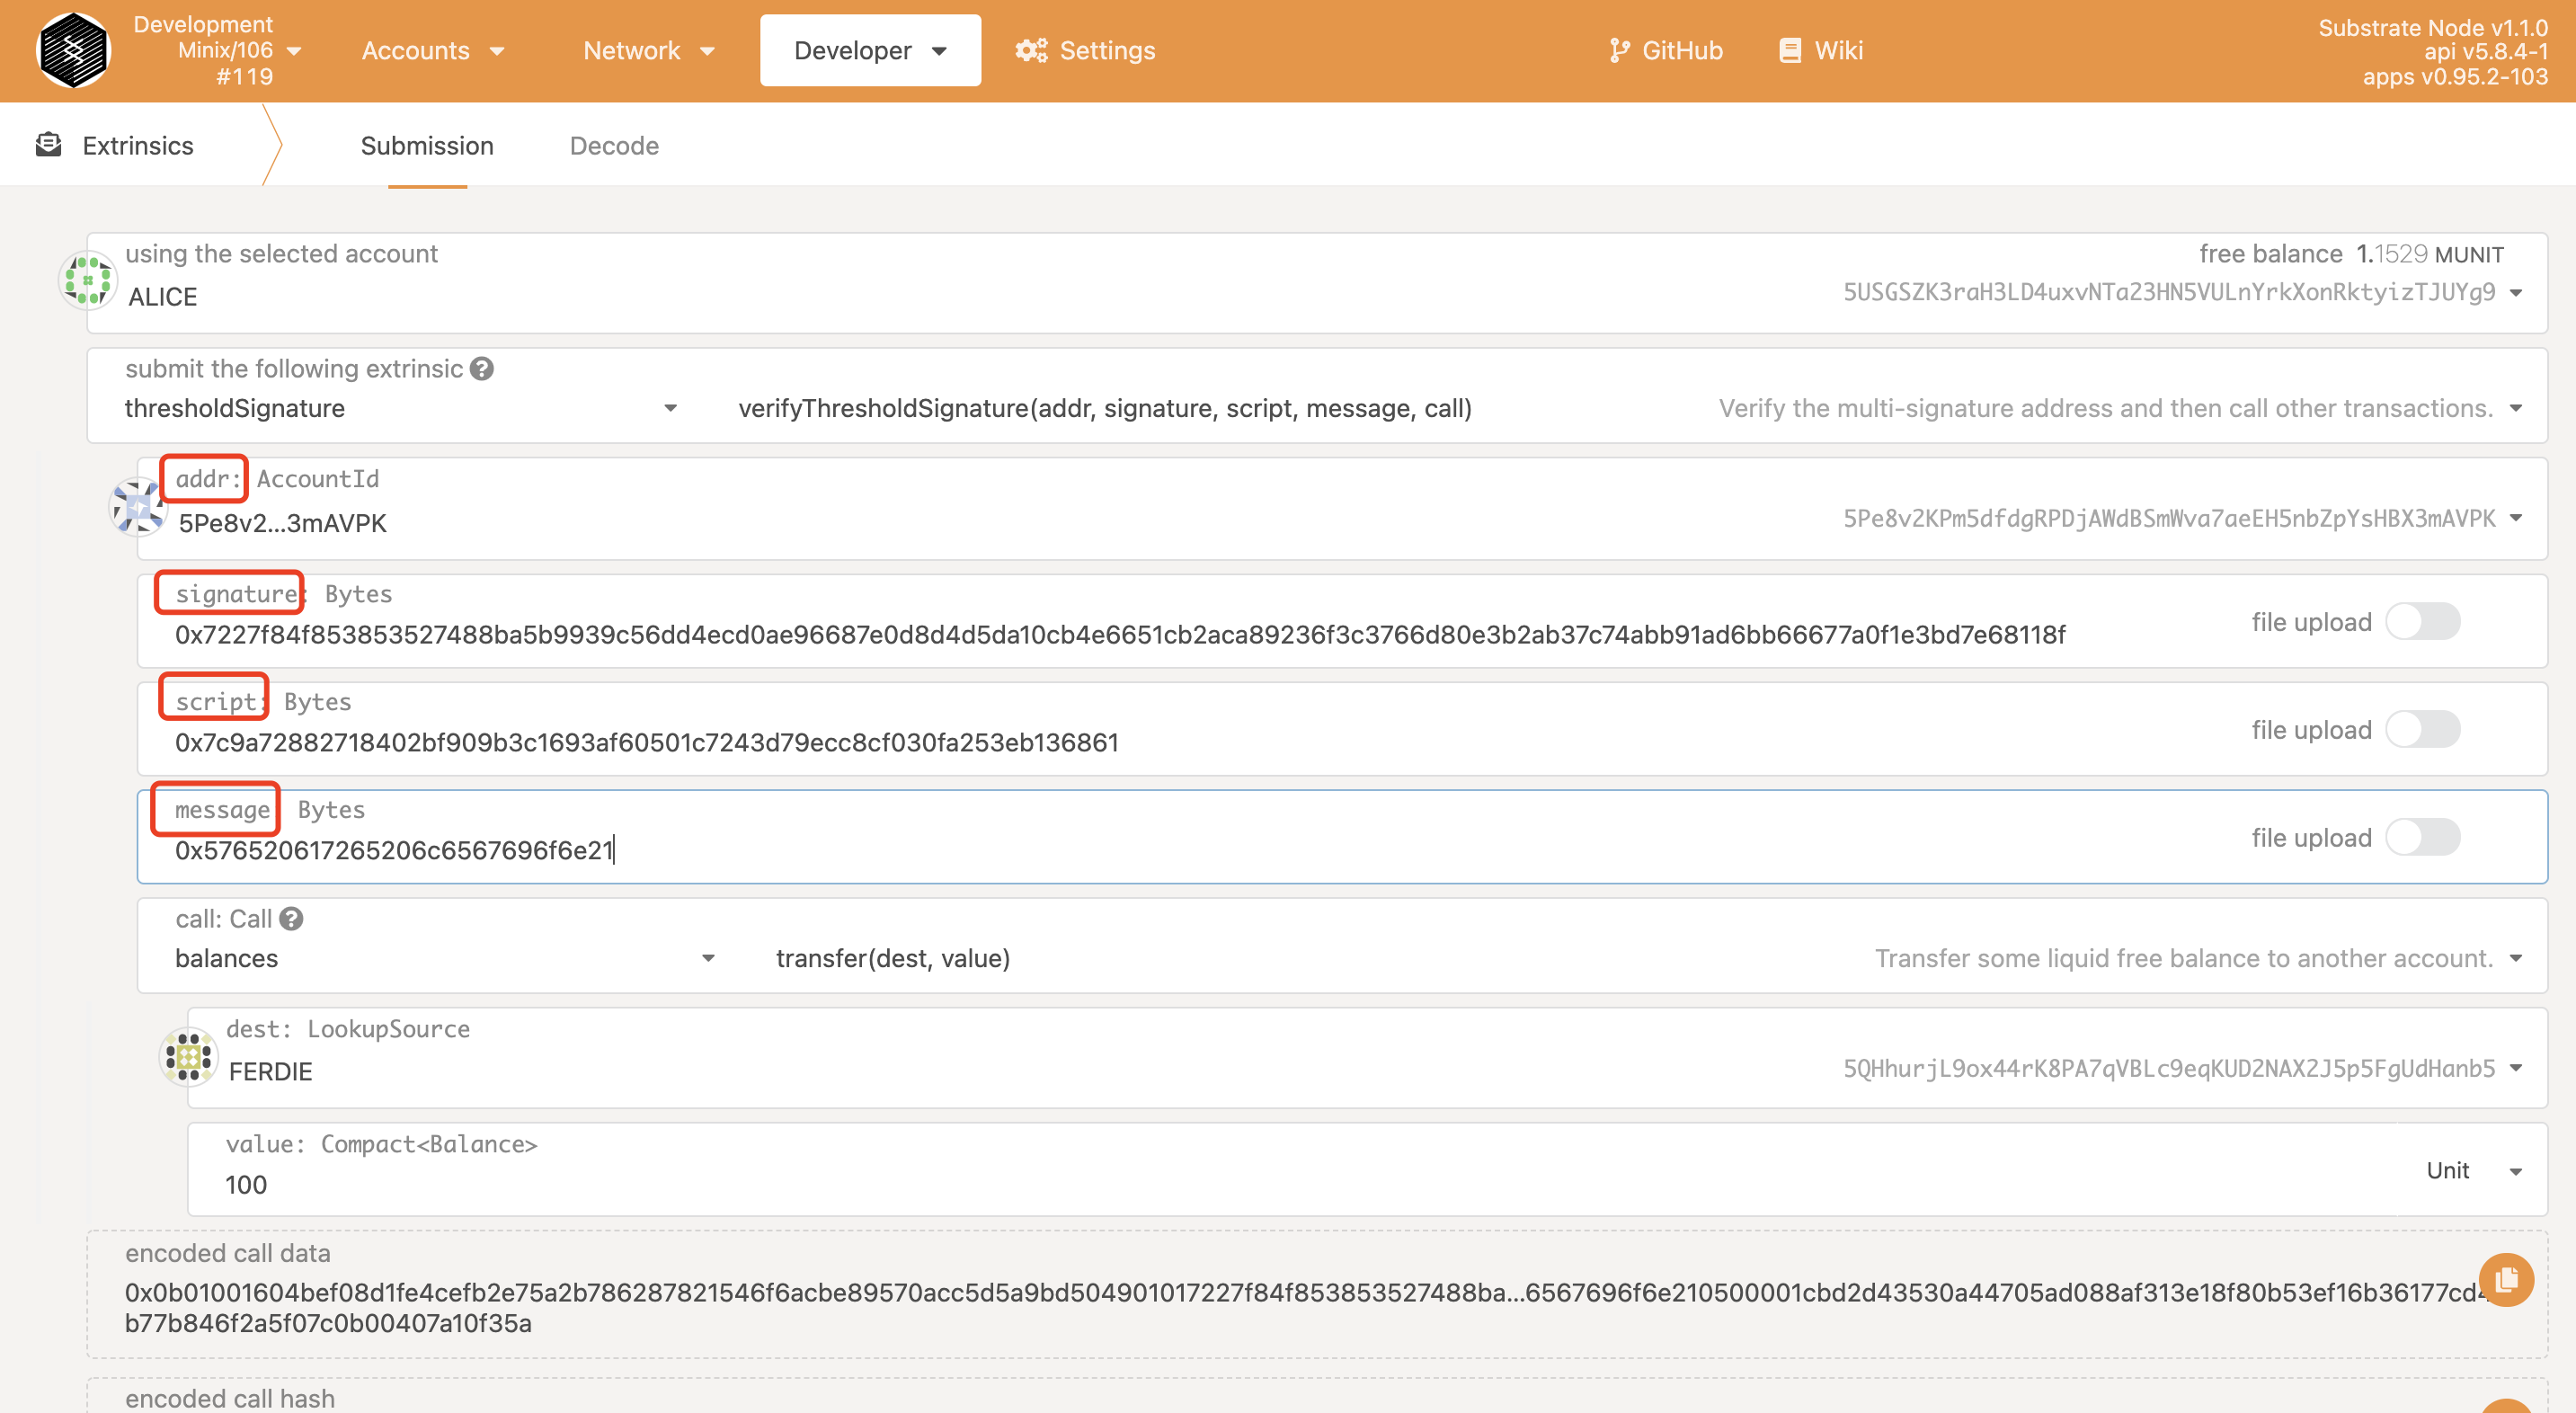 Development
Minix/106
#119
Accounts
Network
Developer
Settings
GitHub
Wiki
Substrate Node v1.1.0
api v5.8.4-1
apps v0.95.2-103
Extrinsics
Submission
Decode
using the selected account
free balance 1.1529 MUNIT
ALICE
5USGSZK3raH3LD4uxvNTa23HN5VULnYrkXonRktyizTJUYg9
submit the following extrinsic
thresholdSignature
verifyThresholdSignature(addr, signature, script, message, call)
Verify the multi-signature address and then call other transactions.
addr: AccountId
5Pe8v2...3mAVPK
5Pe8v2KPm5dfdgRPDjAWdBSmWva7aeEH5nbZpYsHBX3mAVPK
signature: Bytes
0x7227f84f853853527488ba5b9939c56dd4ecd0ae96687e0d8d4d5da10cb4e6651cb2aca89236f3c3766d80e3b2ab37c74abb91ad6bb66677a0f1e3bd7e68118f
file upload
script: Bytes
0x7c9a72882718402bf909b3c1693af60501c7243d79ecc8cf030fa253eb136861
file upload
message Bytes
0x576520617265206c6567696f6e21
file upload
call: Call
balances
transfer(dest, value)
Transfer some liquid free balance to another account.
dest: LookupSource
FERDIE
5QHhurjL9ox44rK8PA7qVBLc9eqKUD2NAX2J5p5FgUdHanb5
value: Compact<Balance>
100
Unit
encoded call data
0x0b01001604bef08d1fe4cefb2e75a2b786287821546f6acbe89570acc5d5a9bd504901017227f84f853853527488ba...6567696f6e210500001cbd2d43530a44705ad088af313e18f80b53ef16b36177cd4
b77b846f2a5f07c0b00407a10f35a
encoded call hash